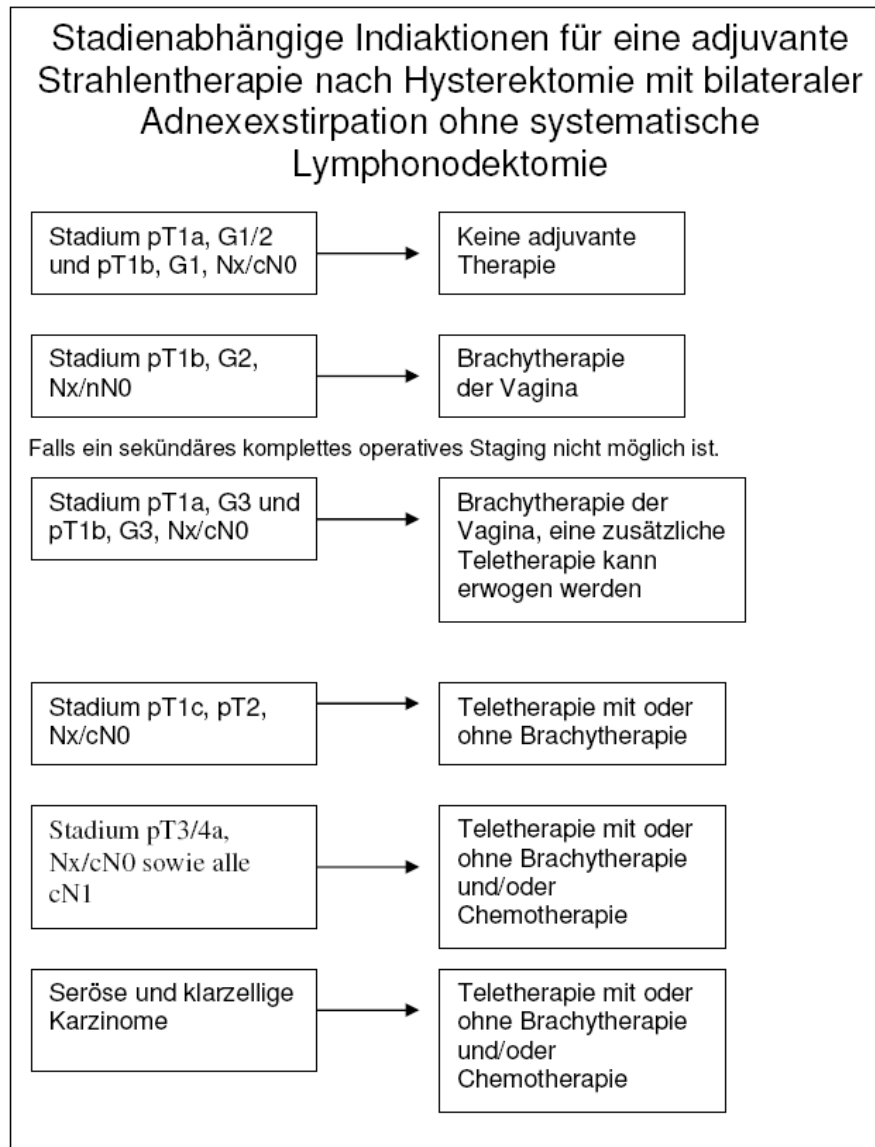 Stadienabhängige Indiaktionen für eine adjuvante
Strahlentherapie nach Hysterektomie mit bilateraler
Adnexexstirpation ohne systematische
Lymphonodektomie
Stadium pT1a, G1/2
und pT1b, G1, Nx/cN0
Keine adjuvante
Therapie
Stadium pT1b, G2,
Nx/nN0
Brachytherapie
der Vagina
Falls ein sekündäres komplettes operatives Staging nicht möglich ist.
Stadium pT1a, G3 und
pT1b, G3, Nx/cN0
Brachytherapie der
Vagina, eine zusätzliche
Teletherapie kann
erwogen werden
Stadium pT1c, pT2,
Nx/cN0
Teletherapie mit oder
ohne Brachytherapie
Stadium pT3/4a,
Nx/cN0 sowie alle
cN1
Teletherapie mit oder
ohne Brachytherapie
und/oder
Chemotherapie
Seröse und klarzellige
Karzinome
Teletherapie mit oder
ohne Brachytherapie
und/oder
Chemotherapie